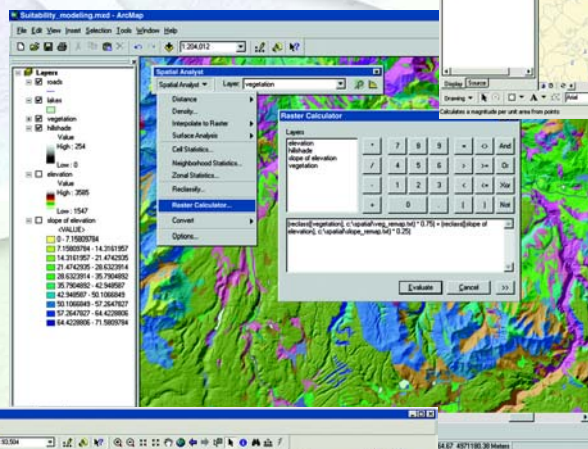 Suitability_modeling.mxd - ArcMap
File Edit View Insert Selection Tools Window Help
1:204,012
Layers
roads
lakes
vegetation
hillshade
Value
High : 254
Low : 0
elevation
Value
High : 3585
Low : 1547
slope of elevation
<VALUE>
0 - 7.15809784
7.15809784 - 14.3161957
14.3161957 - 21.4742935
21.4742935 - 28.6323914
28.6323914 - 35.7904892
35.7904892 - 42.948587
42.948587 - 50.1066849
50.1066849 - 57.2647827
57.2647827 - 64.4228806
64.4228806 - 71.5809784
Spatial Analyst
Spatial Analyst Layer: vegetation
Distance
Density...
Interpolate to Raster
Surface Analysis
Cell Statistics...
Neighborhood Statistics...
Zonal Statistics...
Reclassify...
Raster Calculator...
Convert
Options...
Raster Calculator
Layers
elevation
hillshade
slope of elevation
vegetation
* 7 8 9 = <> And
/ 4 5 6 > >= Or
- 1 2 3 < <= Xor
+ 0 . ( ) Not
(reclass([vegetation], c:\spatial\veg_remap.txt) * 0.75) + (reclass([slope of
elevation], c:\spatial\slope_remap.txt) * 0.25)
Evaluate Cancel >>
Display Source
Drawing A Arial
Calculates a magnitude per unit area from points
93,504
64.67 4971180.38 Meters